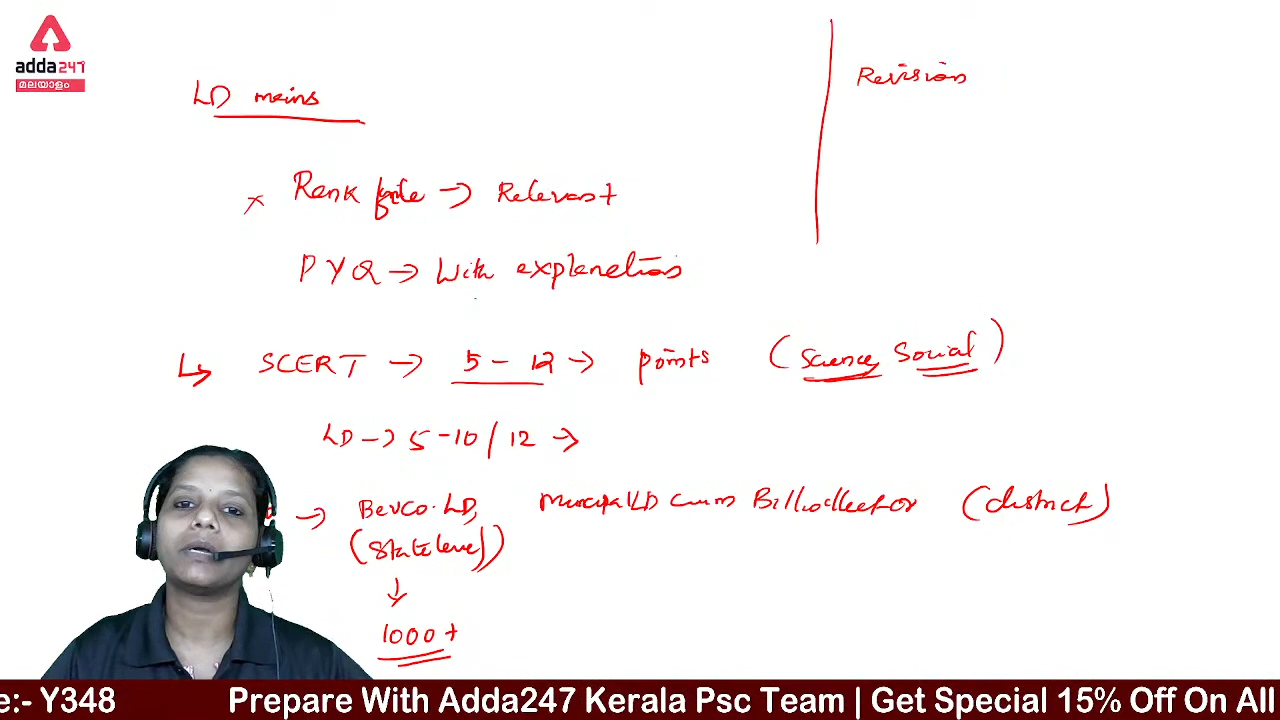 adda247
മലയാളം
LD mains
Revision
x Rank file → Relevant
PYQ → With explanations
↳ SCERT → 5 - 12 → points (Science, Social)
LD → 5 -10 / 12 →
→ Bevco. LD, LD cum Bill collector (district)
(State level)
↓
1000 +
e:- Y348 Prepare With Adda247 Kerala Psc Team | Get Special 15% Off On All